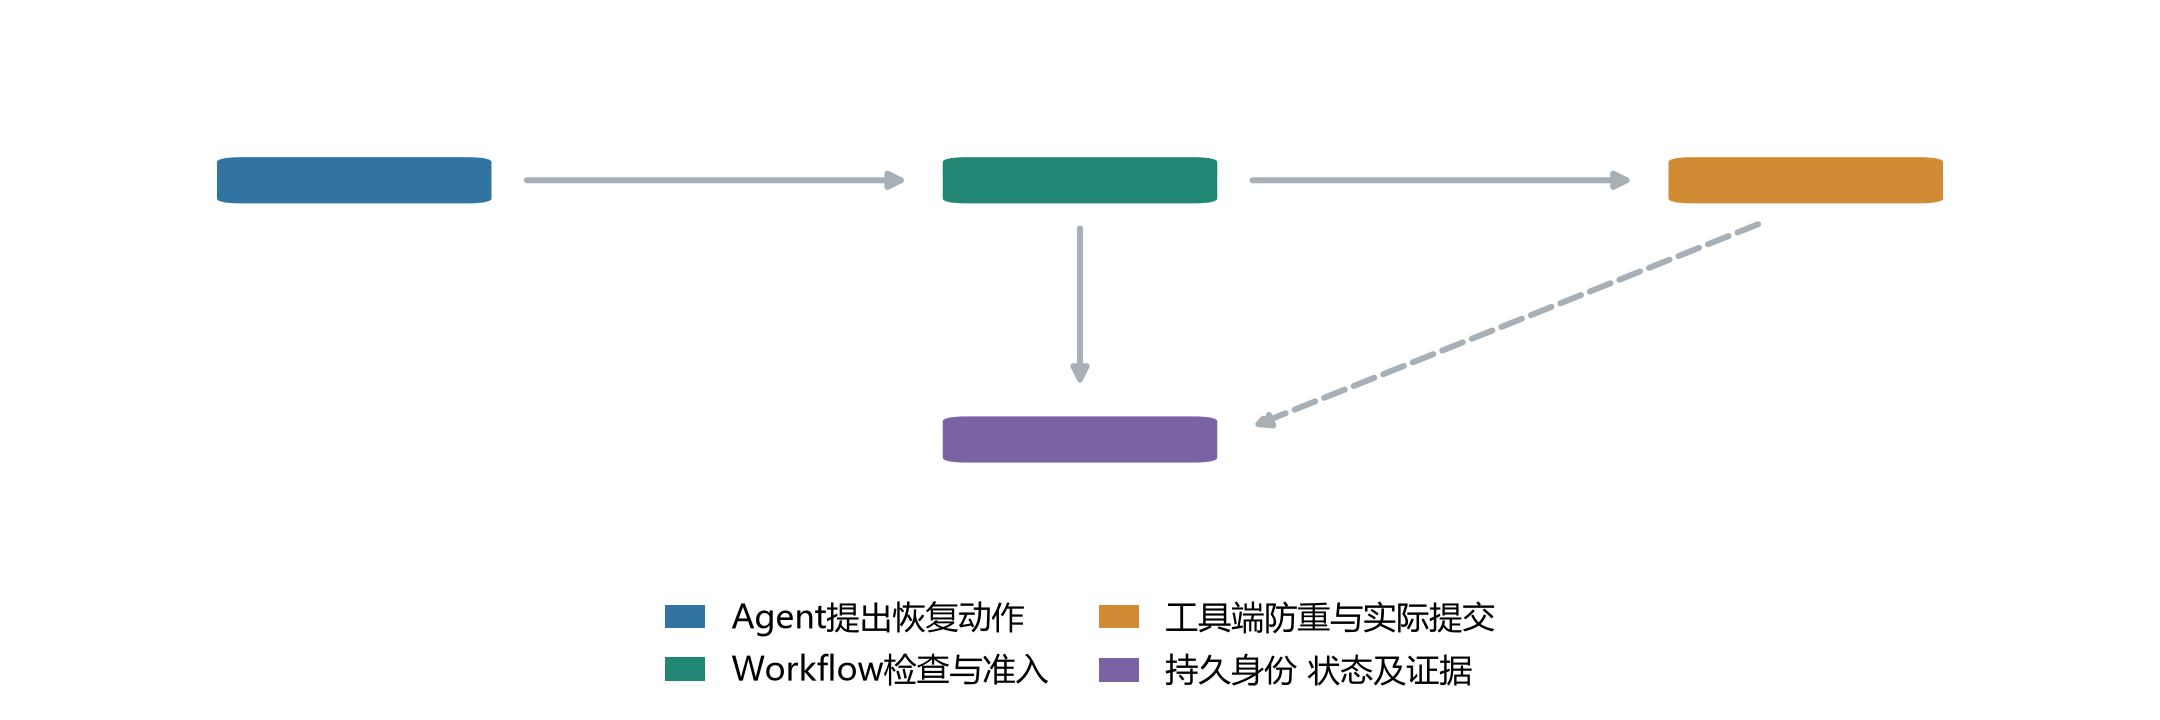 Agent提出恢复动作
Workflow检查与准入
工具端防重与实际提交
持久身份 状态及证据